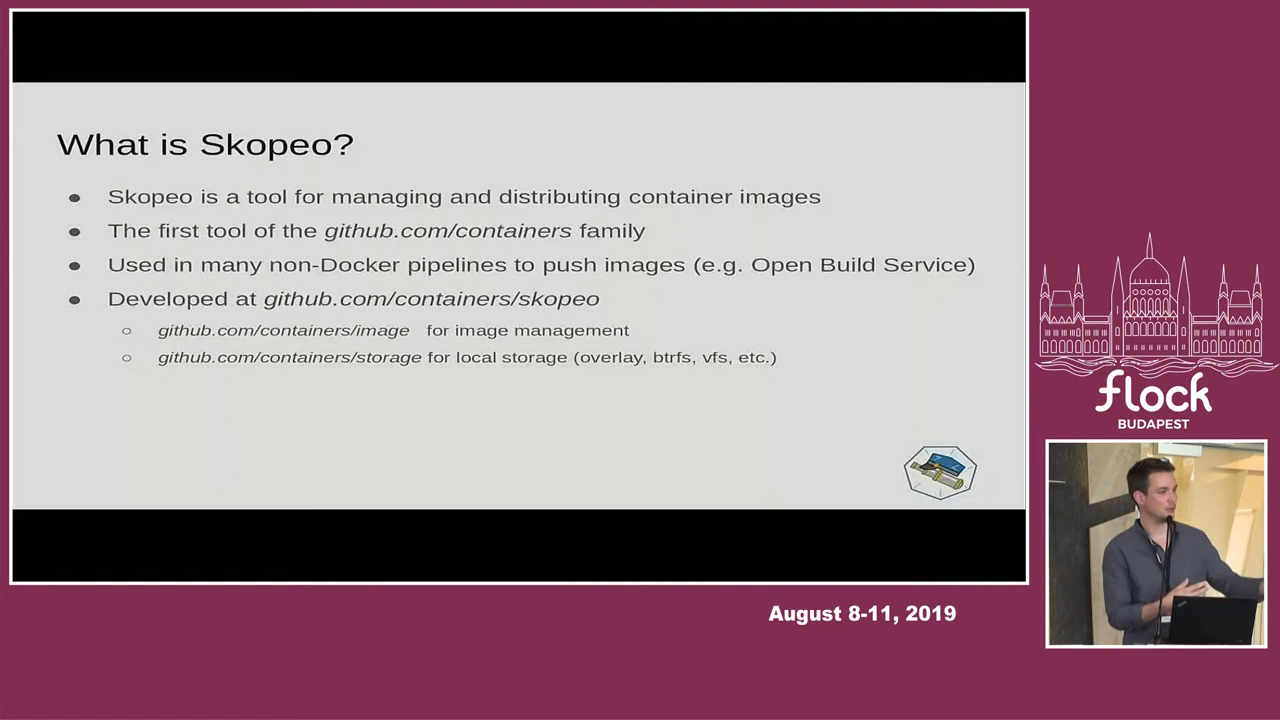 What is Skopeo?
● Skopeo is a tool for managing and distributing container images
● The first tool of the github.com/containers family
● Used in many non-Docker pipelines to push images (e.g. Open Build Service)
● Developed at github.com/containers/skopeo
○ github.com/containers/image for image management
○ github.com/containers/storage for local storage (overlay, btrfs, vfs, etc.)
flock
BUDAPEST
August 8-11, 2019